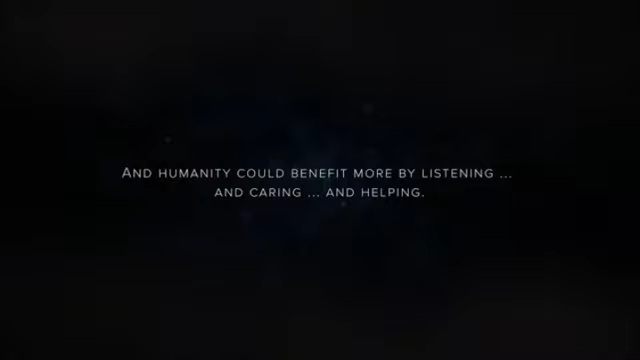 And humanity could benefit more by listening ...
and caring ... and helping.